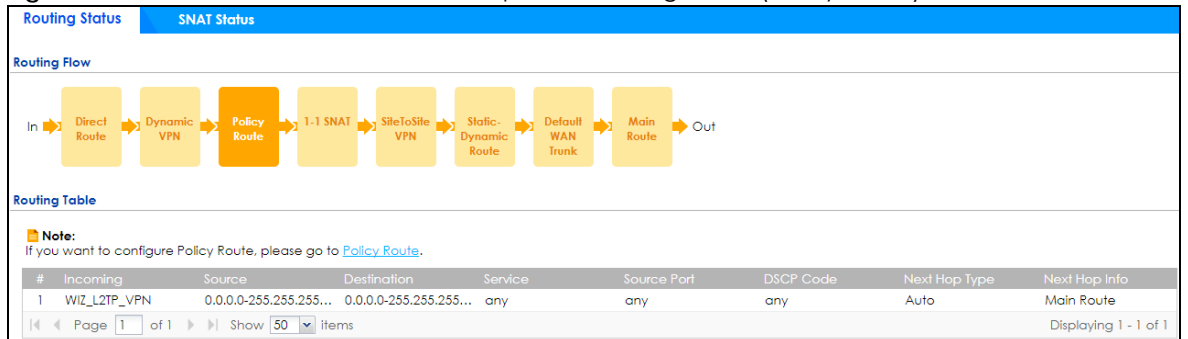 Routing Status SNAT Status
Routing Flow
In Direct Route Dynamic VPN Policy Route 1-1 SNAT SiteToSite VPN Static-Dynamic Route Default WAN Trunk Main Route Out
Routing Table
Note:
If you want to configure Policy Route, please go to Policy Route.
# Incoming Source Destination Service Source Port DSCP Code Next Hop Type Next Hop Info
1 WIZ_L2TP_VPN 0.0.0.0-255.255.255... 0.0.0.0-255.255.255... any any any Auto Main Route
Page 1 of 1 Show 50 items Displaying 1 - 1 of 1